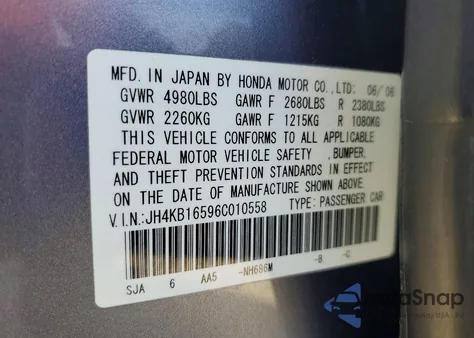 MFD. IN JAPAN BY HONDA MOTOR CO., LTD: 06/06
GVWR 4980LBS GAWR F 2680LBS R 2380LBS
GVWR 2260KG GAWR F 1215KG R 1080KG
THIS VEHICLE CONFORMS TO ALL APPLICABLE
FEDERAL MOTOR VEHICLE SAFETY ,BUMPER,
AND THEFT PREVENTION STANDARDS IN EFFECT
ON THE DATE OF MANUFACTURE SHOWN ABOVE.
V.I.N:JH4KB16596C010558 TYPE: PASSENGER CAR
SJA 6 AA5 -NH686M -B -C